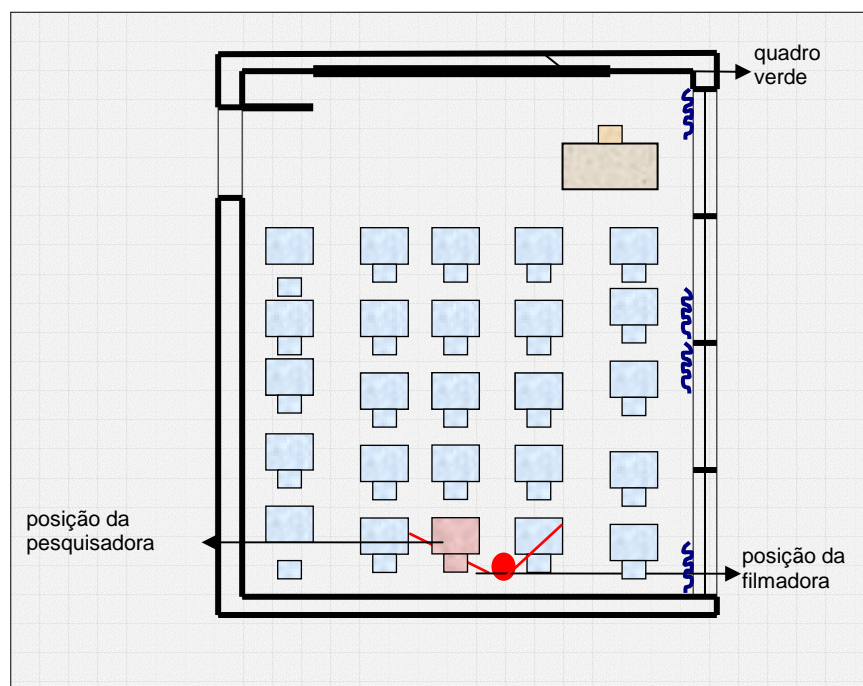 quadro
verde
posição da
pesquisadora
posição da
filmadora